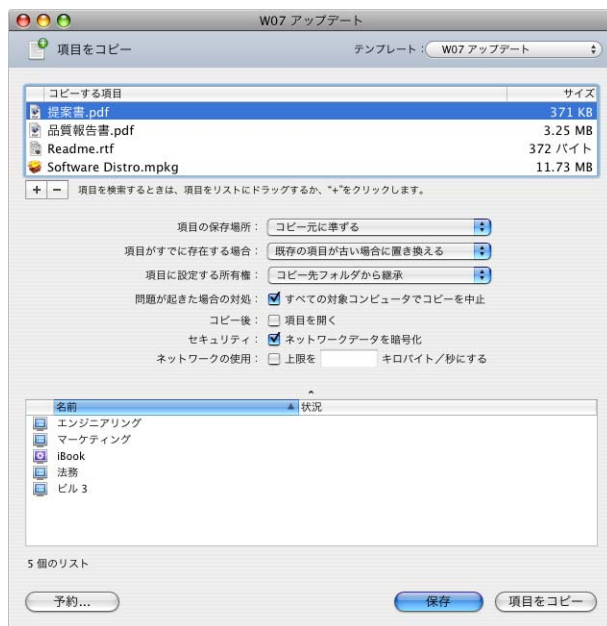 W07 アップデート
項目をコピー テンプレート： W07 アップデート
コピーする項目 サイズ
提案書.pdf 371 KB
品質報告書.pdf 3.25 MB
Readme.rtf 372 バイト
Software Distro.mpkg 11.73 MB
+ − 項目を検索するときは、項目をリストにドラッグするか、"+"をクリックします。
項目の保存場所： コピー元に準ずる
項目がすでに存在する場合： 既存の項目が古い場合に置き換える
項目に設定する所有権： コピー先フォルダから継承
問題が起きた場合の対処： すべての対象コンピュータでコピーを中止
コピー後： 項目を開く
セキュリティ： ネットワークデータを暗号化
ネットワークの使用： 上限を キロバイト／秒にする
名前 状況
エンジニアリング
マーケティング
iBook
法務
ビル 3
5 個のリスト
予約... 保存 項目をコピー